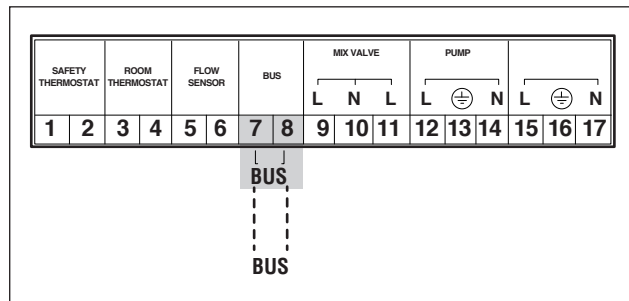 SAFETY THERMOSTAT
ROOM THERMOSTAT
FLOW SENSOR
BUS
MIX VALVE
PUMP
L N L L ⏚ N L ⏚ N
1 2 3 4 5 6 7 8 9 10 11 12 13 14 15 16 17
BUS
BUS